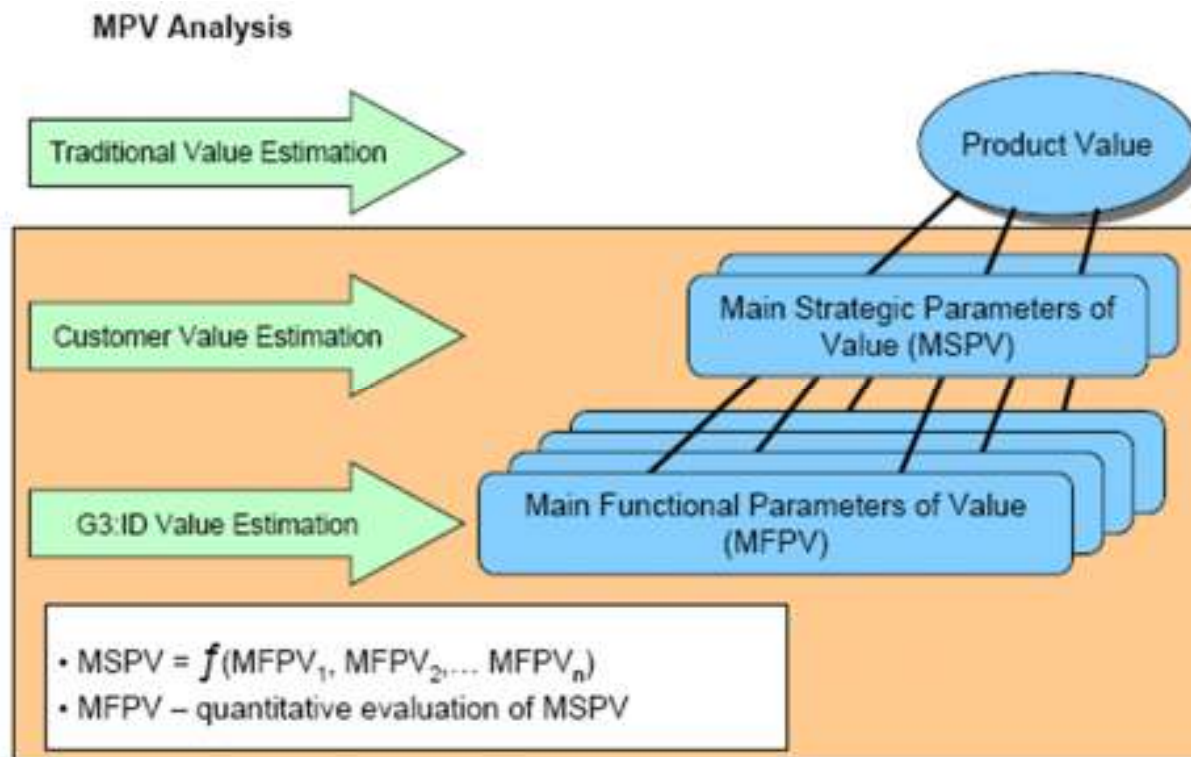 MPV Analysis
Traditional Value Estimation
Product Value
Customer Value Estimation
Main Strategic Parameters of
Value (MSPV)
G3:ID Value Estimation
Main Functional Parameters of Value
(MFPV)
• MSPV = f(MFPV₁, MFPV₂,... MFPVₙ)
• MFPV – quantitative evaluation of MSPV